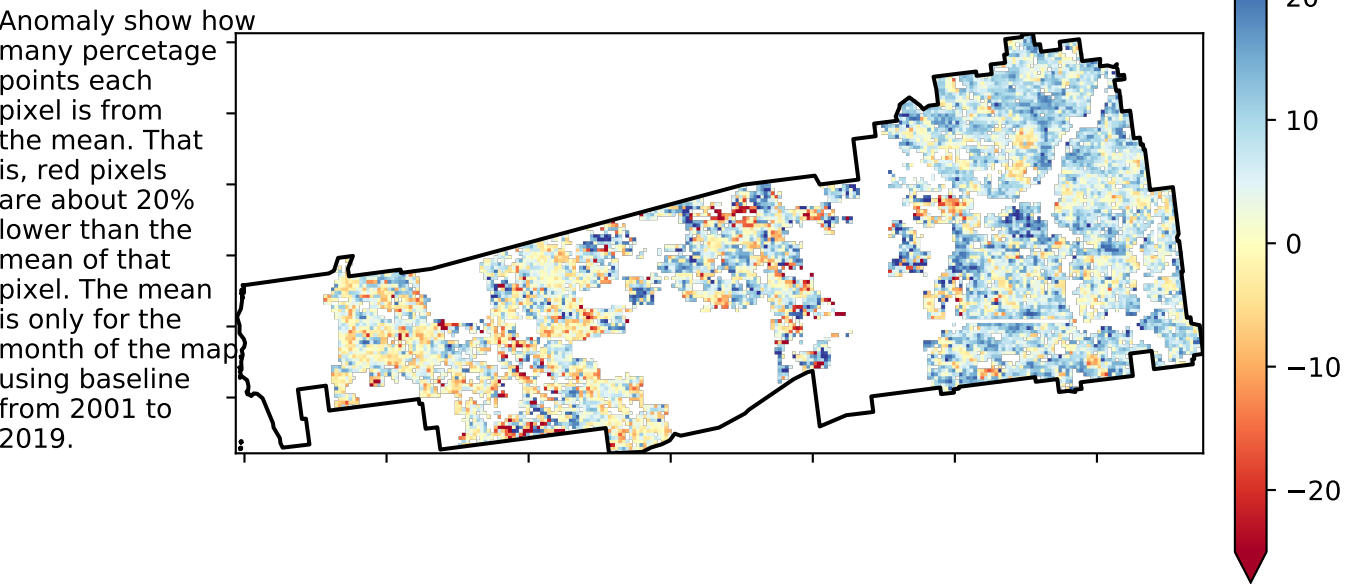 Anomaly show how
many percetage
points each
pixel is from
the mean. That
is, red pixels
are about 20%
lower than the
mean of that
pixel. The mean
is only for the
month of the map
using baseline
from 2001 to
2019.
20
10
0
−10
−20